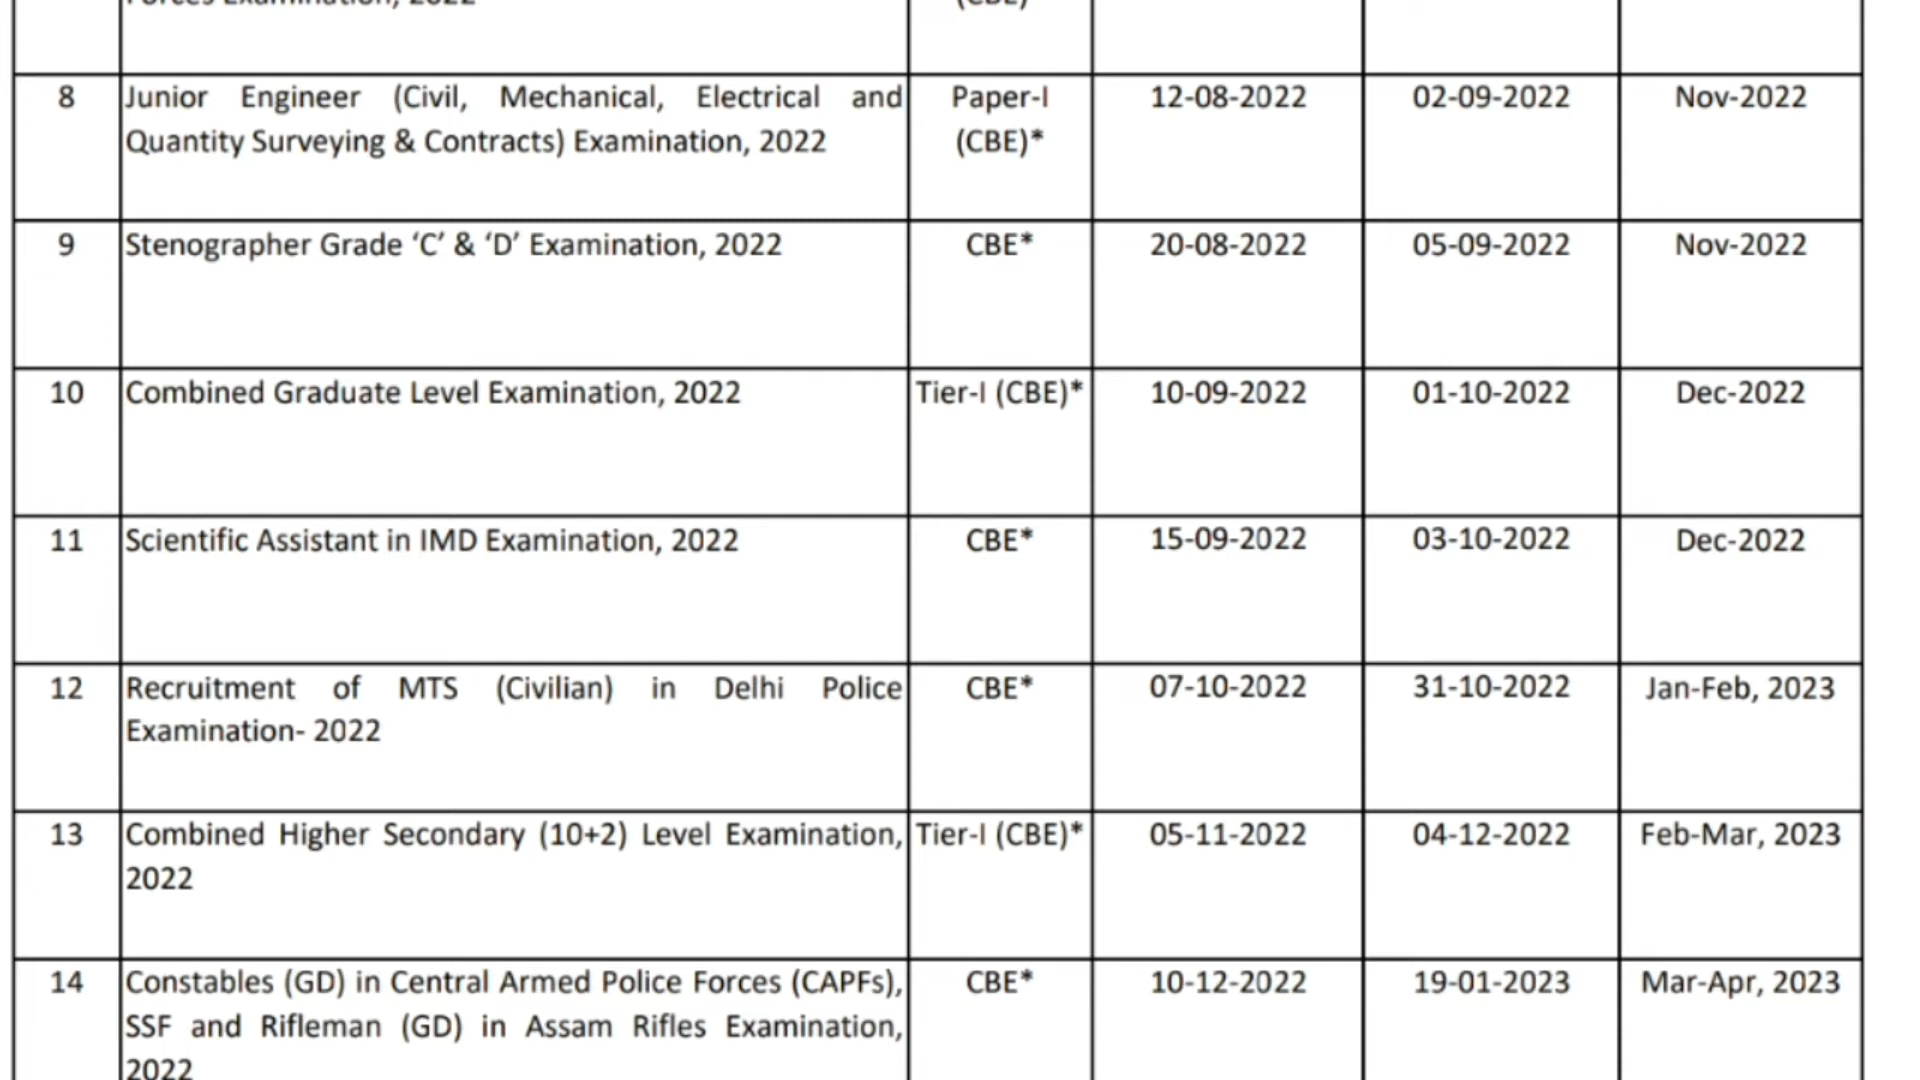 Forces Examination, 2022 (CBE)
8 Junior Engineer (Civil, Mechanical, Electrical and Paper-I 12-08-2022 02-09-2022 Nov-2022
Quantity Surveying & Contracts) Examination, 2022 (CBE)*
9 Stenographer Grade ‘C’ & ‘D’ Examination, 2022 CBE* 20-08-2022 05-09-2022 Nov-2022
10 Combined Graduate Level Examination, 2022 Tier-I (CBE)* 10-09-2022 01-10-2022 Dec-2022
11 Scientific Assistant in IMD Examination, 2022 CBE* 15-09-2022 03-10-2022 Dec-2022
12 Recruitment of MTS (Civilian) in Delhi Police CBE* 07-10-2022 31-10-2022 Jan-Feb, 2023
Examination- 2022
13 Combined Higher Secondary (10+2) Level Examination, Tier-I (CBE)* 05-11-2022 04-12-2022 Feb-Mar, 2023
2022
14 Constables (GD) in Central Armed Police Forces (CAPFs), CBE* 10-12-2022 19-01-2023 Mar-Apr, 2023
SSF and Rifleman (GD) in Assam Rifles Examination,
2022